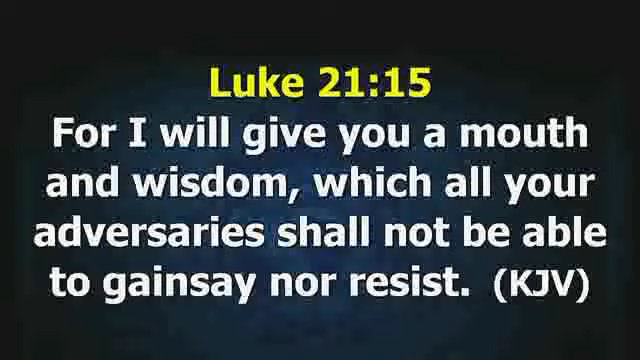 Luke 21:15
For I will give you a mouth
and wisdom, which all your
adversaries shall not be able
to gainsay nor resist. (KJV)